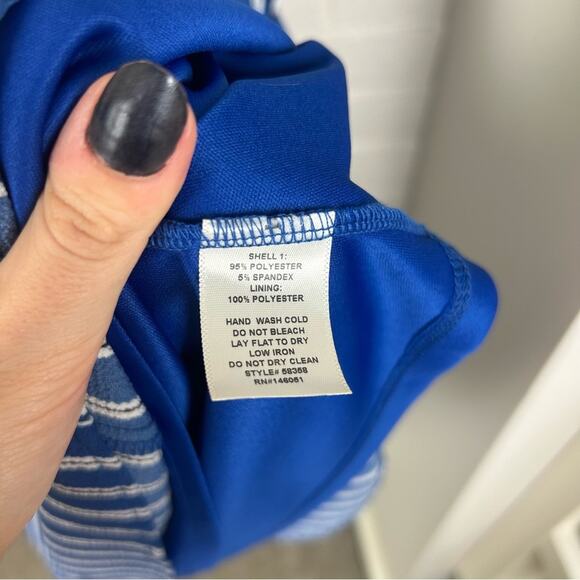 SHELL 1:
95% POLYESTER
5% SPANDEX
LINING:
100% POLYESTER
HAND WASH COLD
DO NOT BLEACH
LAY FLAT TO DRY
LOW IRON
DO NOT DRY CLEAN
STYLE# 58358
RN#146051